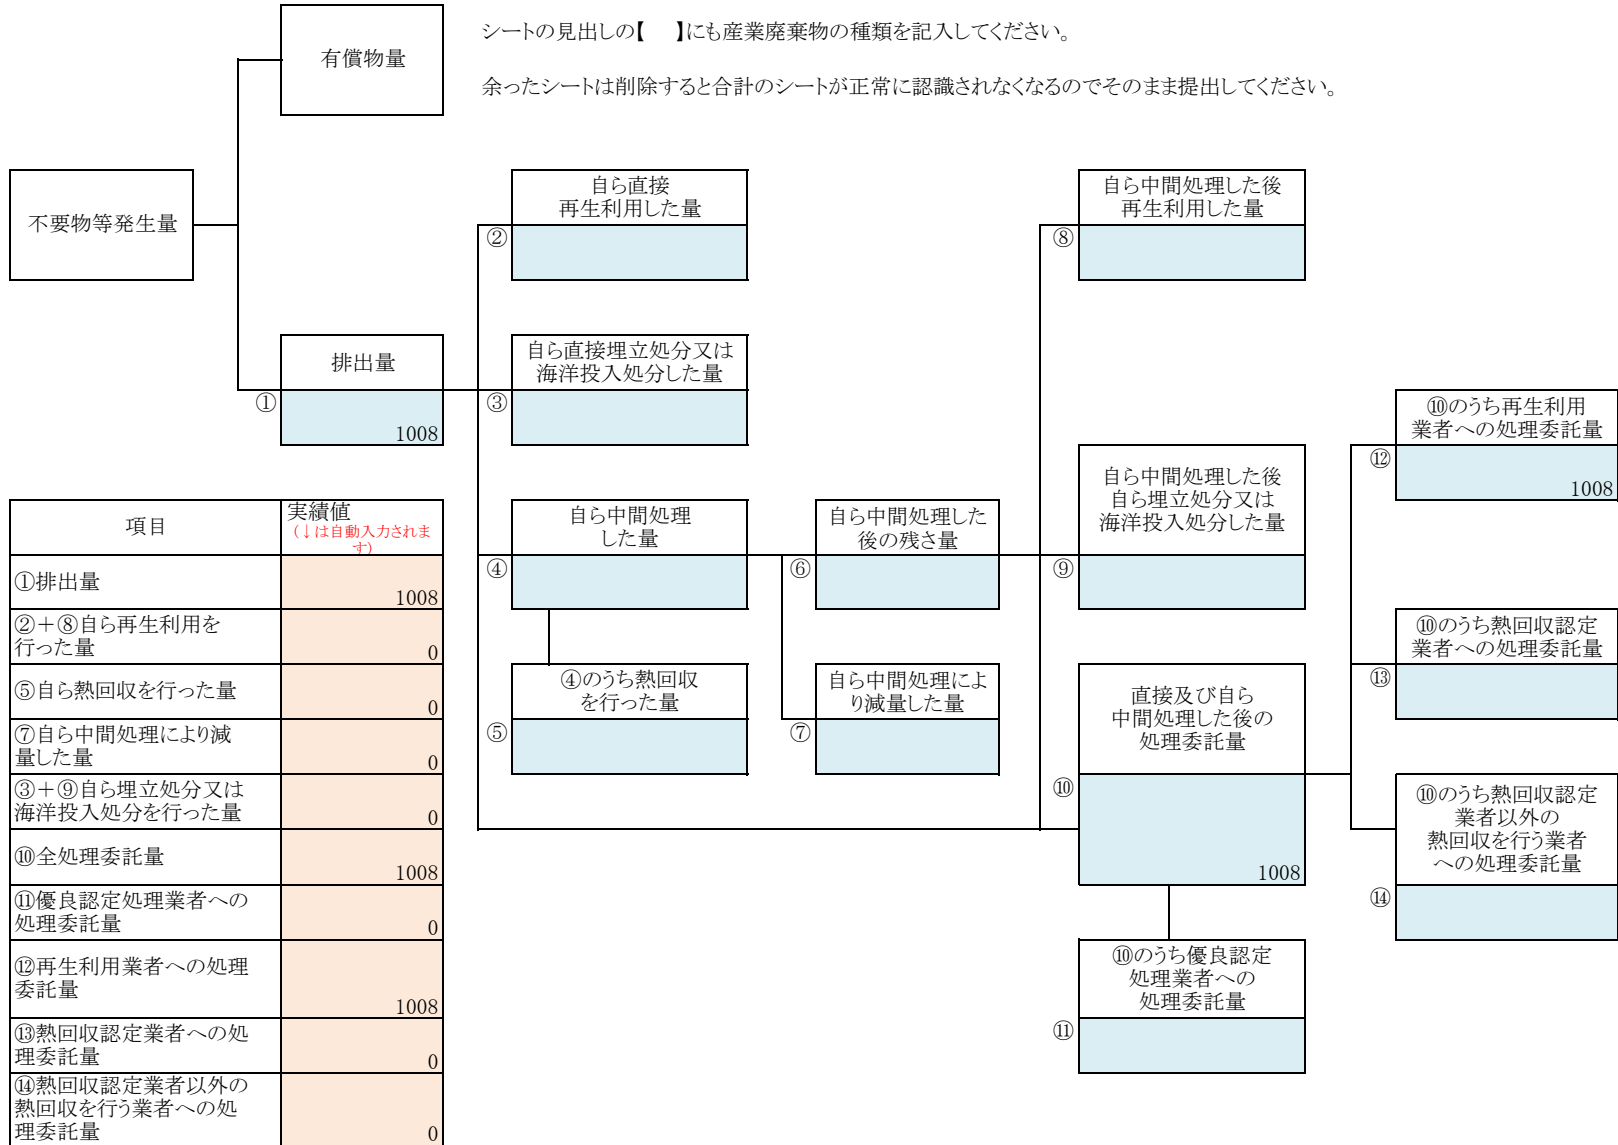 シートの見出しの【　】にも産業廃棄物の種類を記入してください。
有償物量
余ったシートは削除すると合計のシートが正常に認識されなくなるのでそのまま提出してください。
不要物等発生量
自ら直接
再生利用した量
②
自ら中間処理した後
再生利用した量
⑧
排出量
①
1008
自ら直接埋立処分又は
海洋投入処分した量
③
⑩のうち再生利用
業者への処理委託量
⑫
1008
自ら中間処理
した量
④
自ら中間処理した
後の残さ量
⑥
自ら中間処理した後
自ら埋立処分又は
海洋投入処分した量
⑨
⑩のうち熱回収認定
業者への処理委託量
⑬
④のうち熱回収
を行った量
⑤
自ら中間処理によ
り減量した量
⑦
直接及び自ら
中間処理した後の
処理委託量
⑩
1008
⑩のうち熱回収認定
業者以外の
熱回収を行う業者
への処理委託量
⑭
⑩のうち優良認定
処理業者への
処理委託量
⑪
項目
実績値
(↓は自動入力されま
す)
①排出量
1008
②＋⑧自ら再生利用を
行った量
0
⑤自ら熱回収を行った量
0
⑦自ら中間処理により減
量した量
0
③＋⑨自ら埋立処分又は
海洋投入処分を行った量
0
⑩全処理委託量
1008
⑪優良認定処理業者への
処理委託量
0
⑫再生利用業者への処理
委託量
1008
⑬熱回収認定業者への処
理委託量
0
⑭熱回収認定業者以外の
熱回収を行う業者への処
理委託量
0